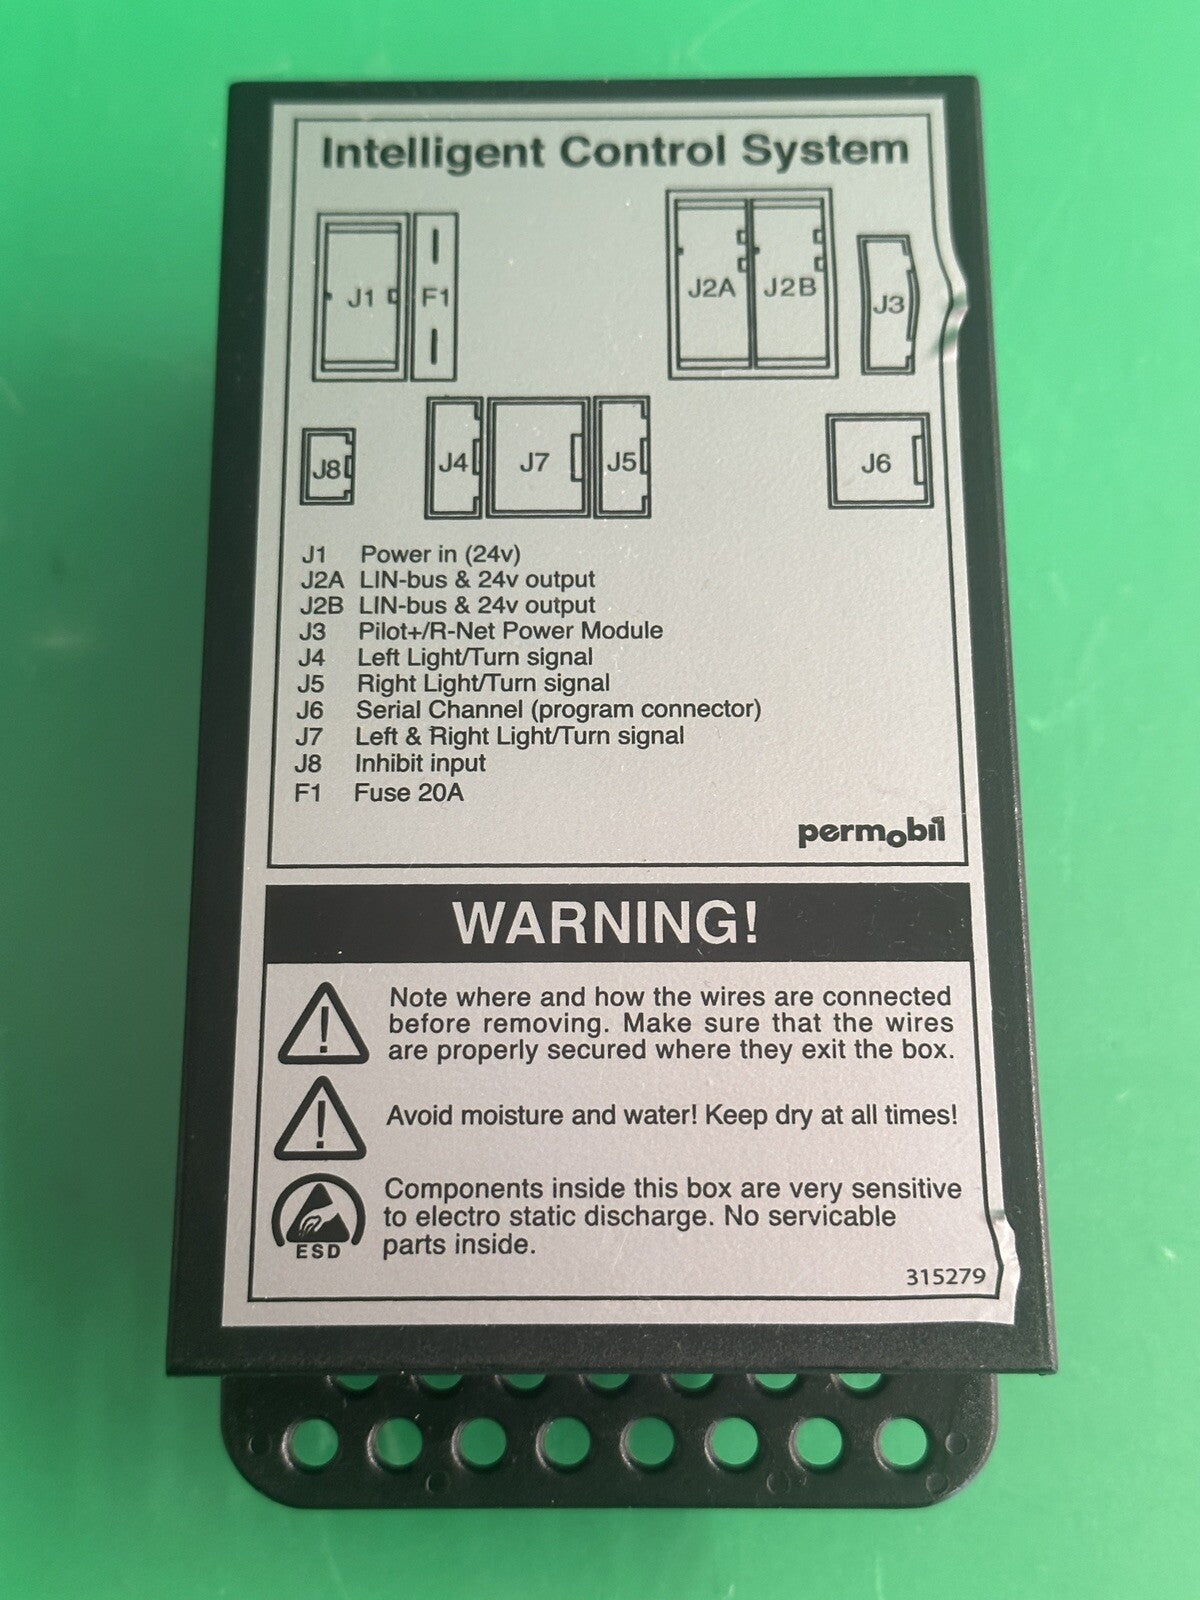 Intelligent Control System
J1 F1 J2A J2B J3
J8 J4 J7 J5 J6
J1 Power in (24v)
J2A LIN-bus & 24v output
J2B LIN-bus & 24v output
J3 Pilot+/R-Net Power Module
J4 Left Light/Turn signal
J5 Right Light/Turn signal
J6 Serial Channel (program connector)
J7 Left & Right Light/Turn signal
J8 Inhibit input
F1 Fuse 20A
permobil
WARNING!
Note where and how the wires are connected
before removing. Make sure that the wires
are properly secured where they exit the box.
Avoid moisture and water! Keep dry at all times!
Components inside this box are very sensitive
to electro static discharge. No servicable
parts inside.
ESD
315279